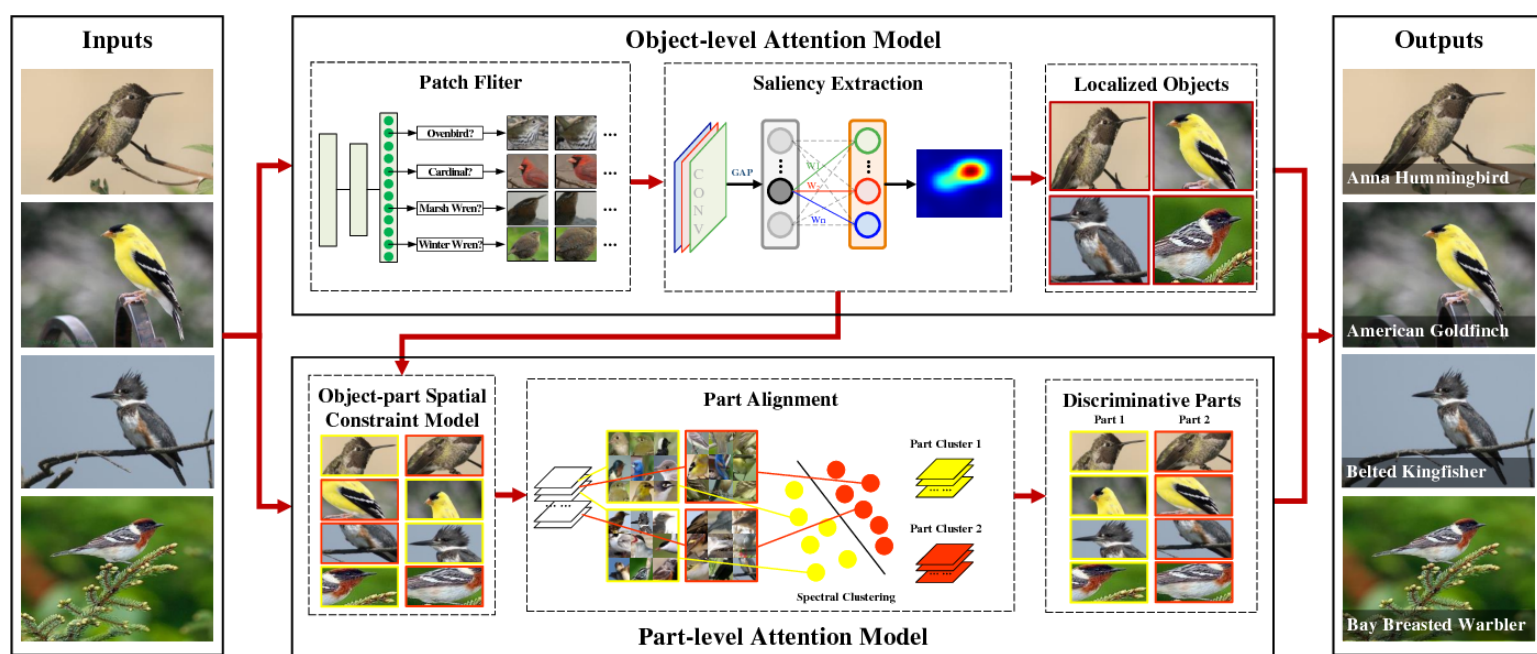 Inputs
Object-level Attention Model
Patch Fliter
Ovenbird?
...
Cardinal?
...
Marsh Wren?
...
Winter Wren?
...
Saliency Extraction
CONV
GAP
...
...
W1
W2
Wn
Localized Objects
Object-part Spatial
Constraint Model
Part Alignment
... ...
Part Cluster 1
... ...
Part Cluster 2
... ...
Spectral Clustering
Discriminative Parts
Part 1 Part 2
Part-level Attention Model
Outputs
Anna Hummingbird
American Goldfinch
Belted Kingfisher
Bay Breasted Warbler